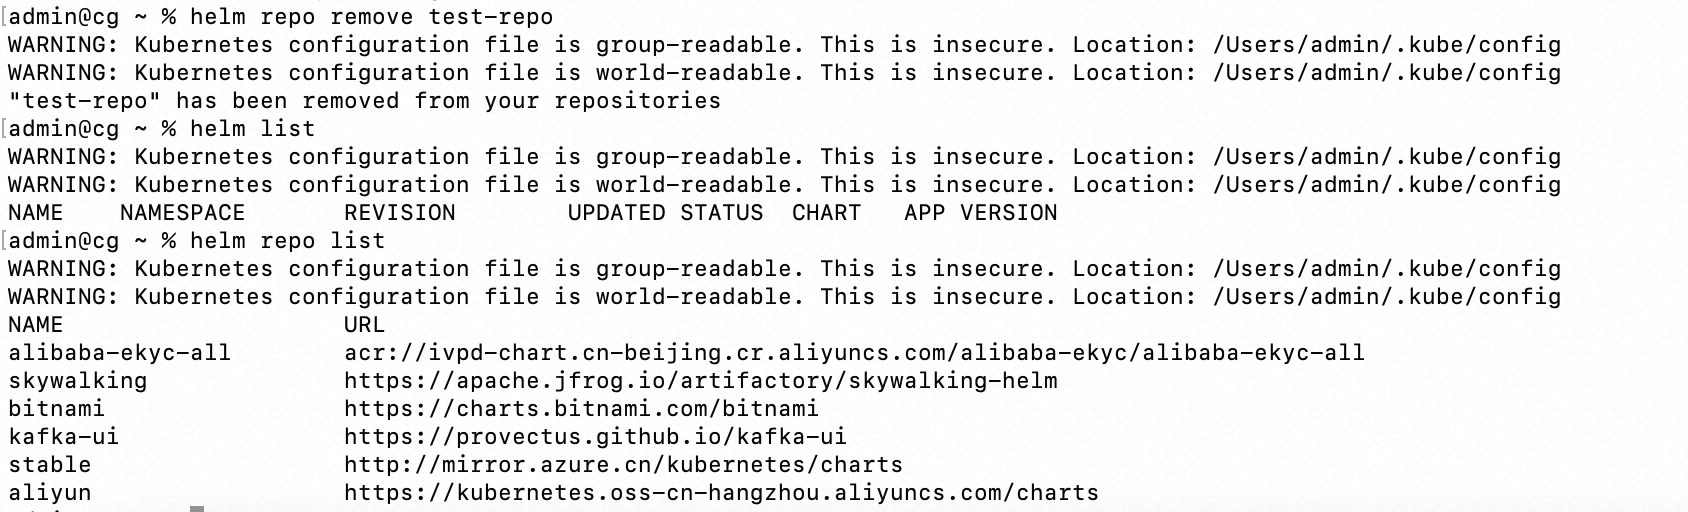 [admin@cg ~ % helm repo remove test-repo
WARNING: Kubernetes configuration file is group-readable. This is insecure. Location: /Users/admin/.kube/config
WARNING: Kubernetes configuration file is world-readable. This is insecure. Location: /Users/admin/.kube/config
"test-repo" has been removed from your repositories
[admin@cg ~ % helm list
WARNING: Kubernetes configuration file is group-readable. This is insecure. Location: /Users/admin/.kube/config
WARNING: Kubernetes configuration file is world-readable. This is insecure. Location: /Users/admin/.kube/config
NAME    NAMESPACE       REVISION        UPDATED STATUS  CHART   APP VERSION
[admin@cg ~ % helm repo list
WARNING: Kubernetes configuration file is group-readable. This is insecure. Location: /Users/admin/.kube/config
WARNING: Kubernetes configuration file is world-readable. This is insecure. Location: /Users/admin/.kube/config
NAME                    URL
alibaba-ekyc-all        acr://ivpd-chart.cn-beijing.cr.aliyuncs.com/alibaba-ekyc/alibaba-ekyc-all
skywalking              https://apache.jfrog.io/artifactory/skywalking-helm
bitnami                 https://charts.bitnami.com/bitnami
kafka-ui                https://provectus.github.io/kafka-ui
stable                  http://mirror.azure.cn/kubernetes/charts
aliyun                  https://kubernetes.oss-cn-hangzhou.aliyuncs.com/charts